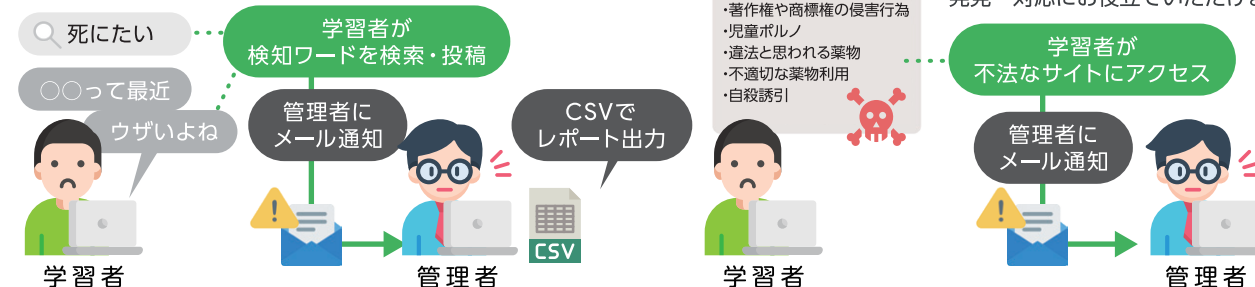 死にたい
○○って最近
ウザいよね
学習者
学習者が
検知ワードを検索・投稿
管理者に
メール通知
管理者
CSVで
レポート出力
CSV
・著作権や商標権の侵害行為
・児童ポルノ
・違法と思われる薬物
・不適切な薬物利用
・自殺誘引
学習者
学習者が
不法なサイトにアクセス
管理者に
メール通知
管理者